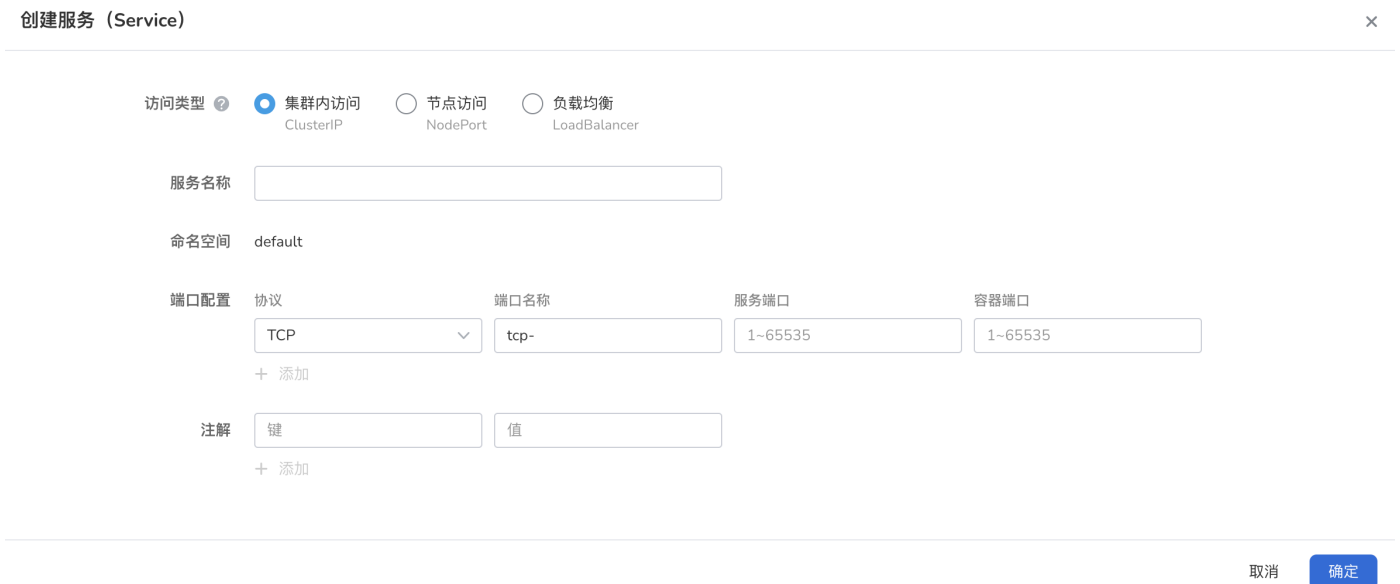 创建服务（Service）
访问类型 ?
集群内访问 节点访问 负载均衡
ClusterIP NodePort LoadBalancer
服务名称
命名空间 default
端口配置 协议 端口名称 服务端口 容器端口
TCP tcp- 1~65535 1~65535
+ 添加
注解 键 值
+ 添加
取消 确定